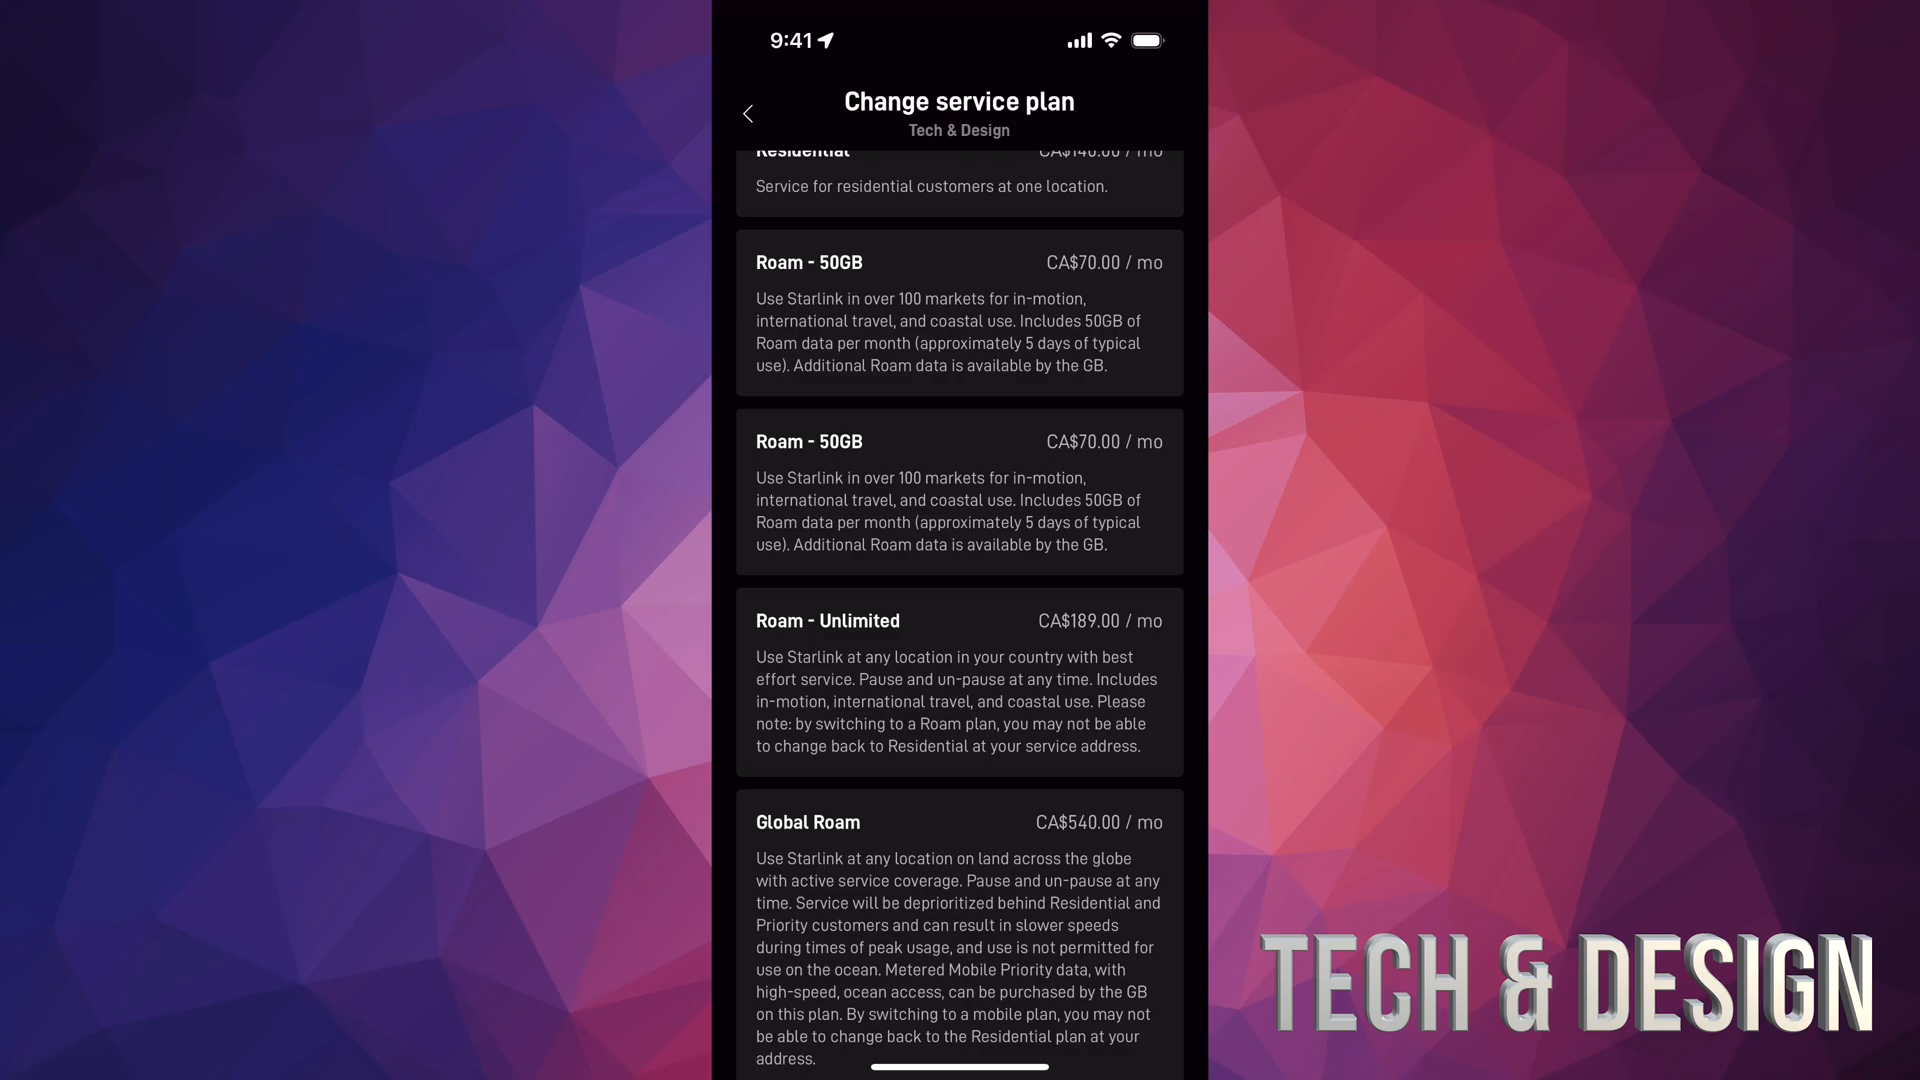 9:41
Change service plan
Tech & Design
Residential CA$140.00 / mo
Service for residential customers at one location.
Roam - 50GB CA$70.00 / mo
Use Starlink in over 100 markets for in-motion,
international travel, and coastal use. Includes 50GB of
Roam data per month (approximately 5 days of typical
use). Additional Roam data is available by the GB.
Roam - 50GB CA$70.00 / mo
Use Starlink in over 100 markets for in-motion,
international travel, and coastal use. Includes 50GB of
Roam data per month (approximately 5 days of typical
use). Additional Roam data is available by the GB.
Roam - Unlimited CA$189.00 / mo
Use Starlink at any location in your country with best
effort service. Pause and un-pause at any time. Includes
in-motion, international travel, and coastal use. Please
note: by switching to a Roam plan, you may not be able
to change back to Residential at your service address.
Global Roam CA$540.00 / mo
Use Starlink at any location on land across the globe
with active service coverage. Pause and un-pause at any
time. Service will be deprioritized behind Residential and
Priority customers and can result in slower speeds
during times of peak usage, and use is not permitted for
use on the ocean. Metered Mobile Priority data, with
high-speed, ocean access, can be purchased by the GB
on this plan. By switching to a mobile plan, you may not
be able to change back to the Residential plan at your
address.
TECH & DESIGN